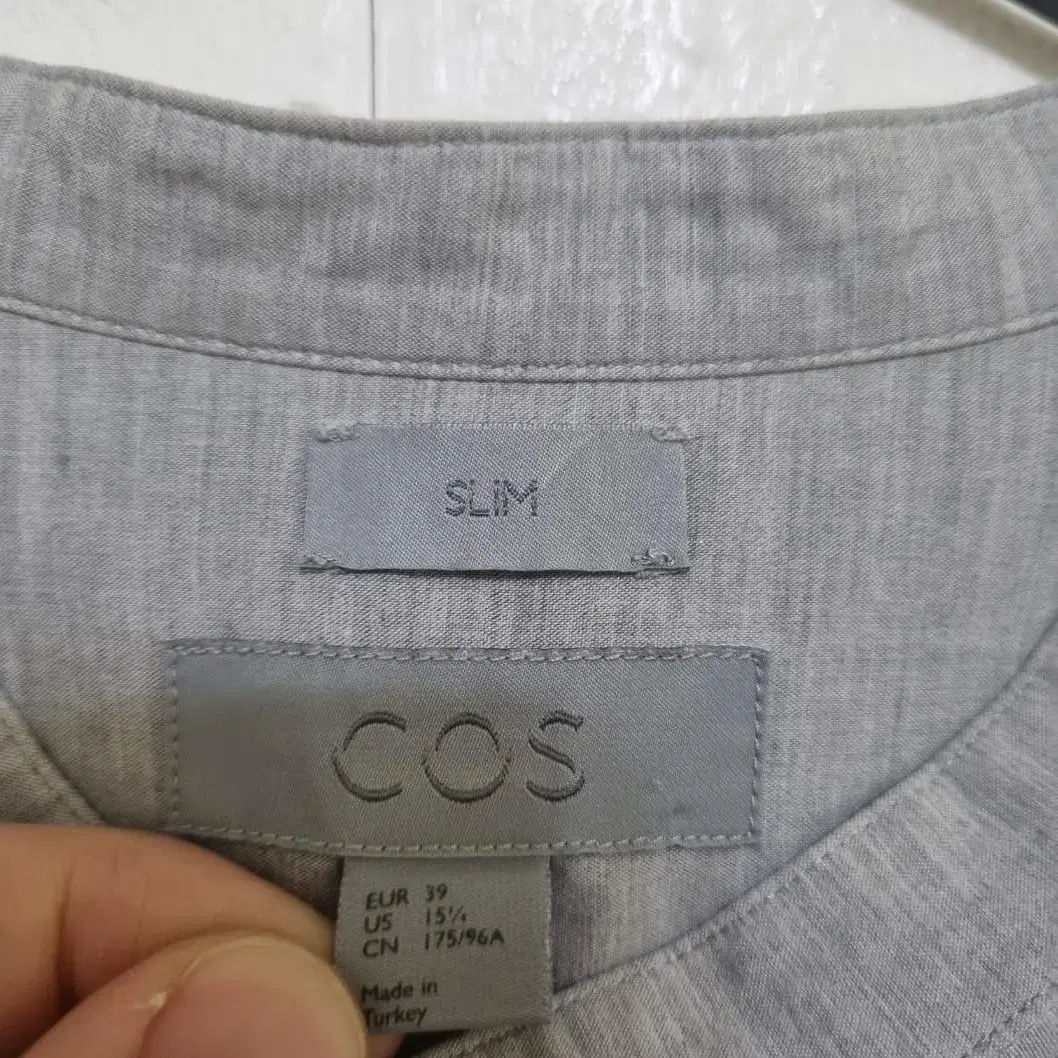 SLIM
COS
EUR 39
US 15¼
CN 175/96A
Made in
Turkey